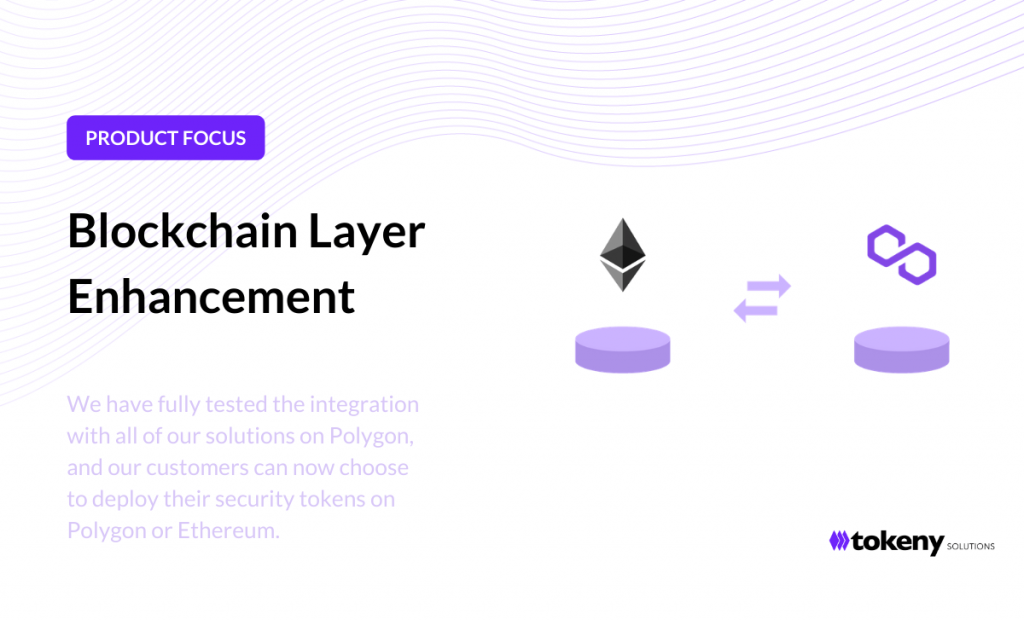 PRODUCT FOCUS
Blockchain Layer
Enhancement
We have fully tested the integration
with all of our solutions on Polygon,
and our customers can now choose
to deploy their security tokens on
Polygon or Ethereum.
tokeny SOLUTIONS